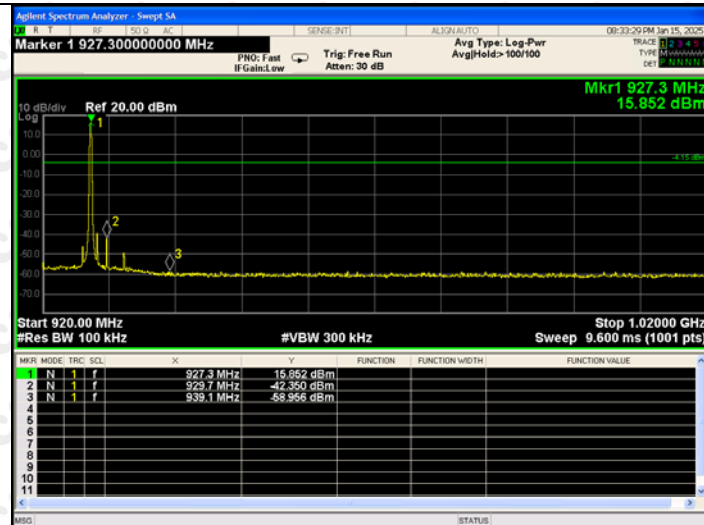 Agilent Spectrum Analyzer - Swept SA
R T RF 50 Ω AC SENSE:INT ALIGN AUTO 08:33:29 PM Jan 15, 2025
Marker 1 927.300000000 MHz
PNO: Fast
IFGain:Low
Trig: Free Run
Atten: 30 dB
Avg Type: Log-Pwr
Avg|Hold:> 100/100
TRACE 1 2 3 4 5
TYPE M
DET P N N N N
Mkr1 927.3 MHz
15.852 dBm
10 dB/div Ref 20.00 dBm
Log
10.0
0.00
-10.0
-20.0
-30.0
-40.0
-50.0
-60.0
-70.0
1
2
3
-4.15 dBm
Start 920.00 MHz Stop 1.02000 GHz
#Res BW 100 kHz #VBW 300 kHz Sweep 9.600 ms (1001 pts)
MKR MODE TRC SCL X Y FUNCTION FUNCTION WIDTH FUNCTION VALUE
1 N 1 f 927.3 MHz 15.852 dBm
2 N 1 f 929.7 MHz -42.350 dBm
3 N 1 f 939.1 MHz -58.956 dBm
4
5
6
7
8
9
10
11
MSG STATUS